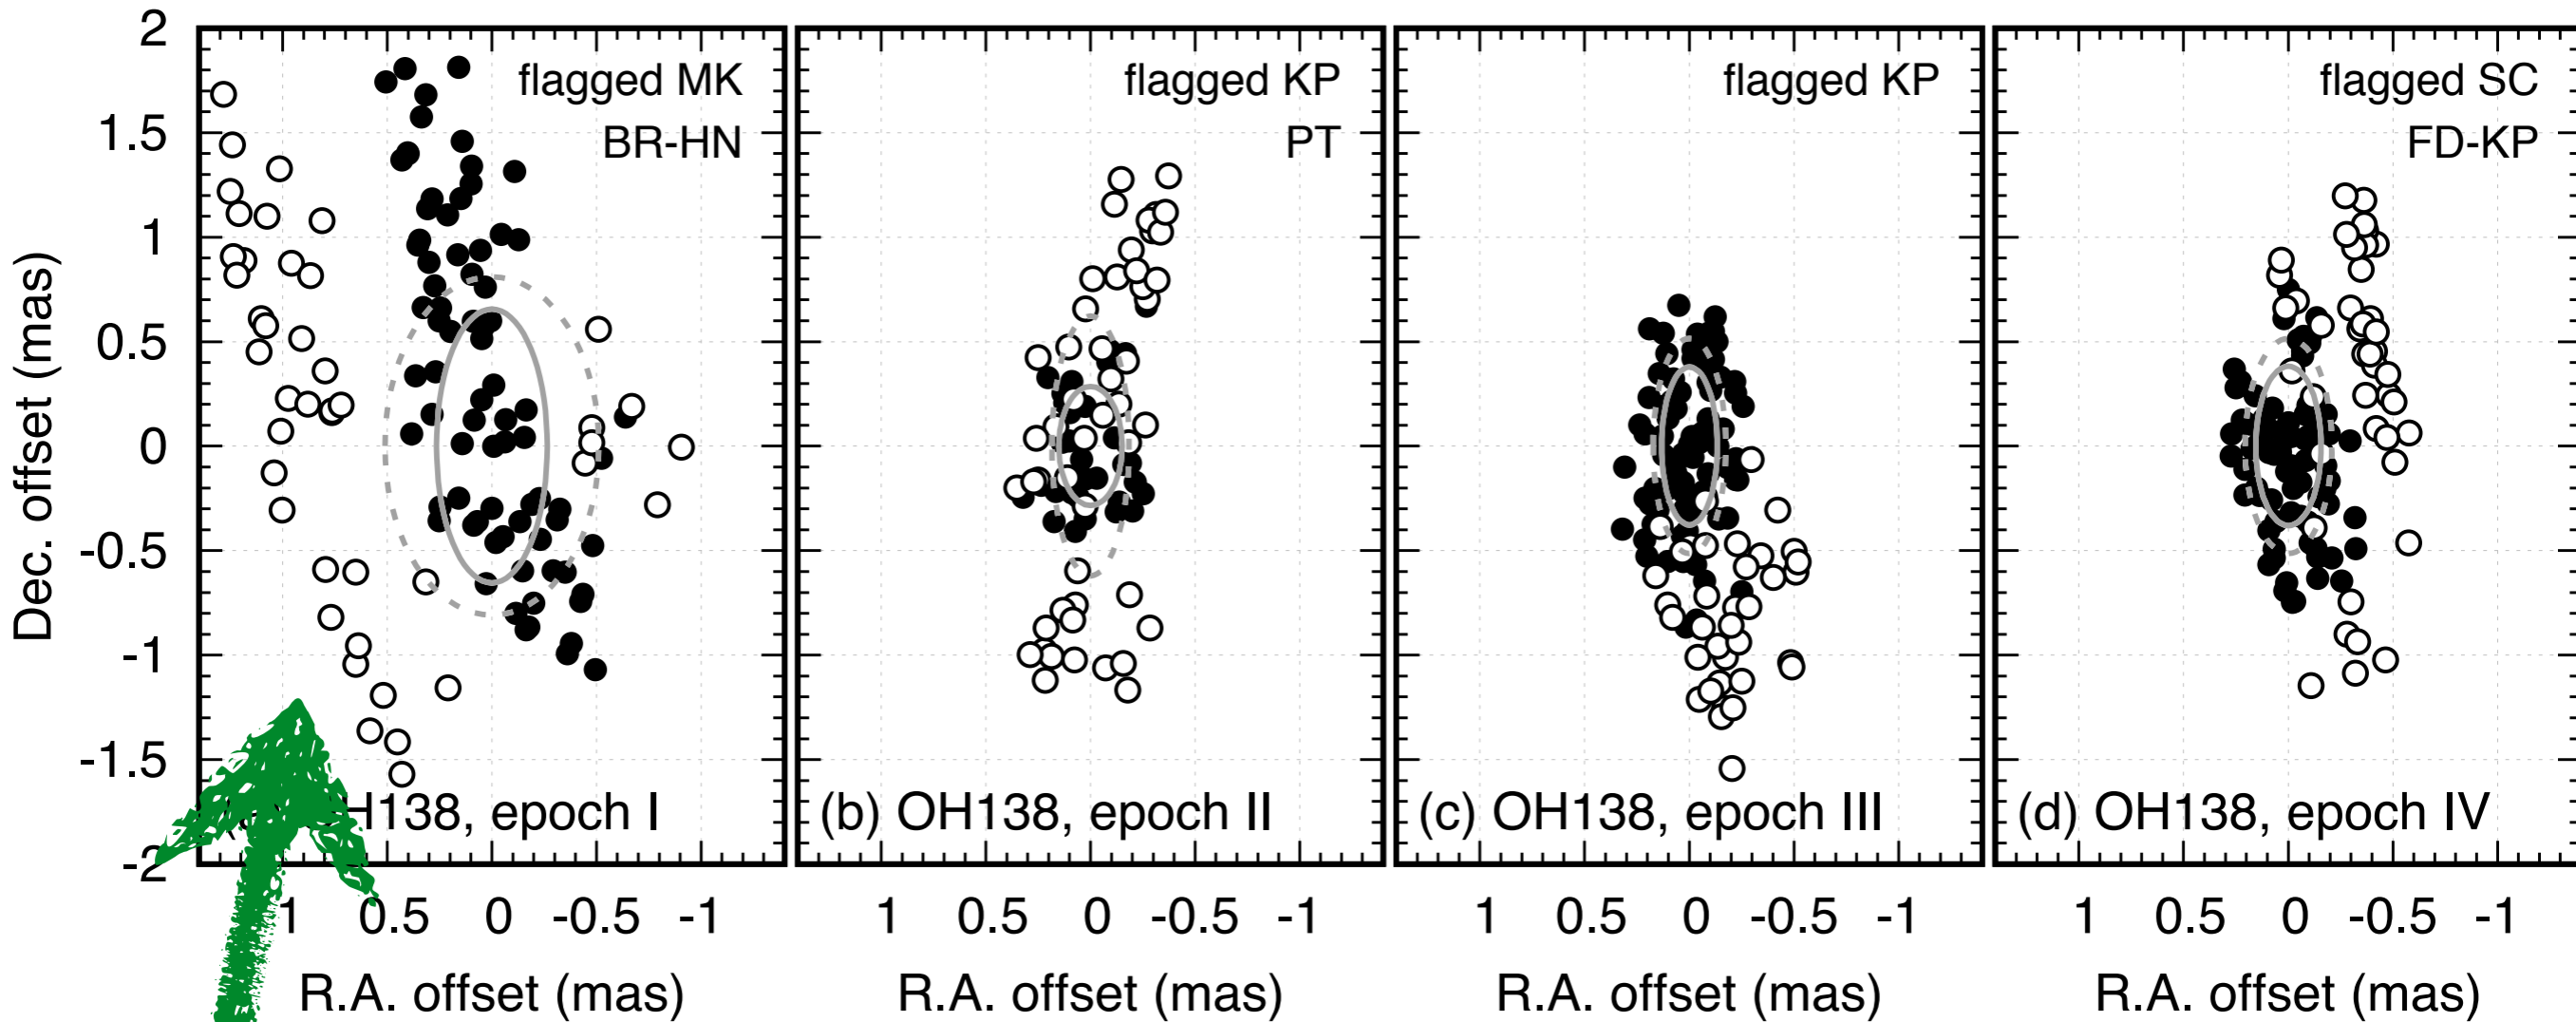 2
1.5
1
0.5
0
-0.5
-1
-1.5
-2
Dec. offset (mas)
flagged MK
BR-HN
H138, epoch I
1 0.5 0 -0.5 -1
R.A. offset (mas)
flagged KP
PT
(b) OH138, epoch II
1 0.5 0 -0.5 -1
R.A. offset (mas)
flagged KP
(c) OH138, epoch III
1 0.5 0 -0.5 -1
R.A. offset (mas)
flagged SC
FD-KP
(d) OH138, epoch IV
1 0.5 0 -0.5 -1
R.A. offset (mas)